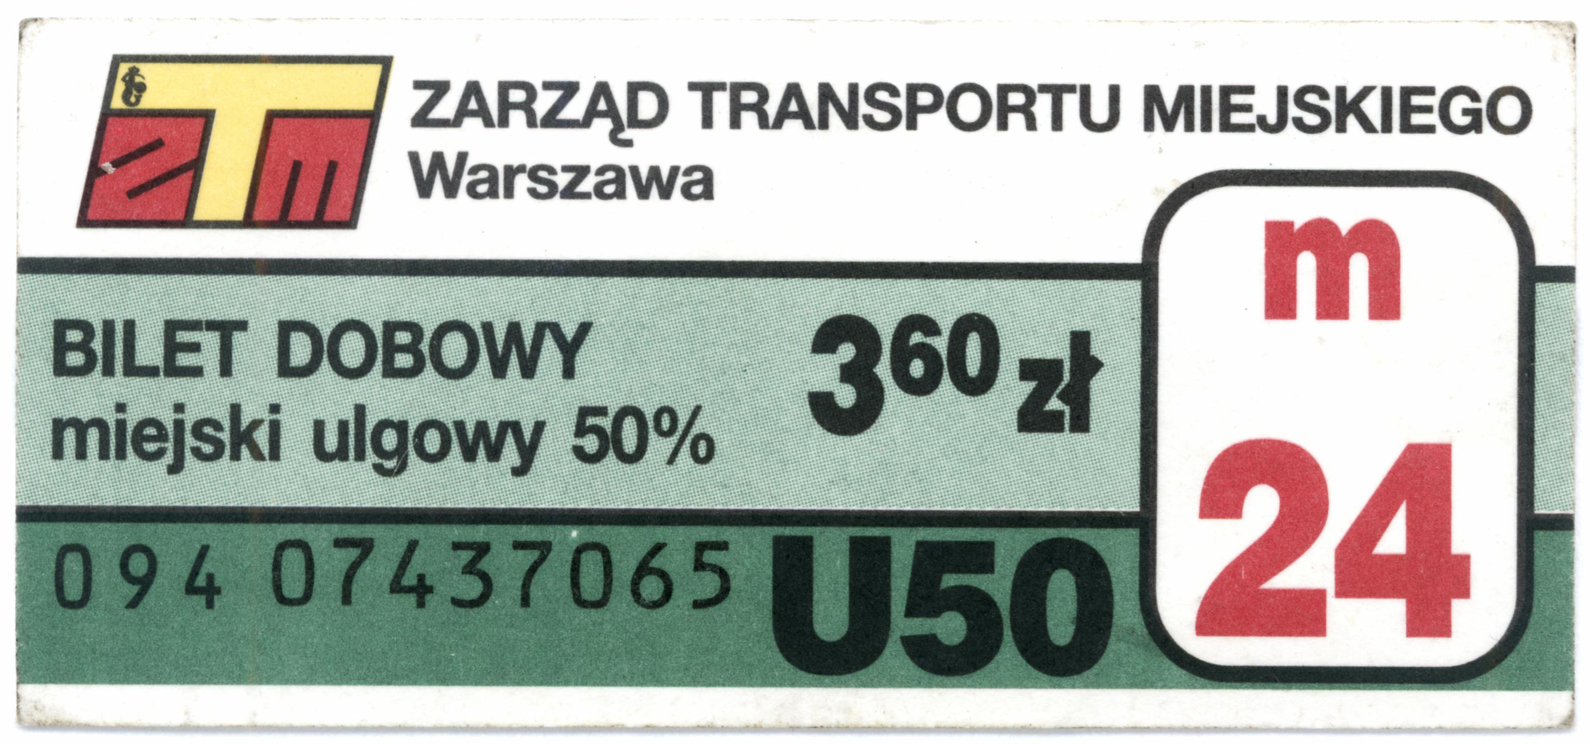 ZTm
ZARZĄD TRANSPORTU MIEJSKIEGO
Warszawa
BILET DOBOWY
miejski ulgowy 50%
360 zł
m
24
094 07437065
U50